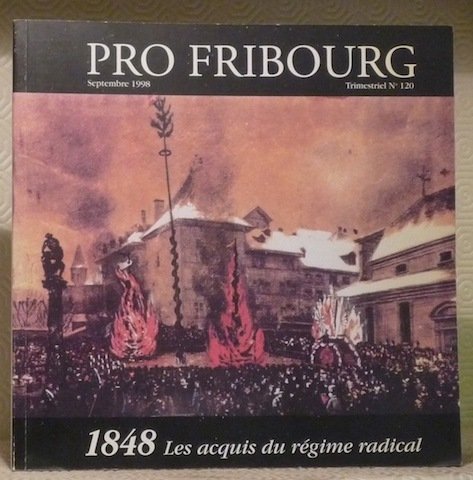 PRO FRIBOURG
Septembre 1998 Trimestriel N° 120
1848 Les acquis du régime radical